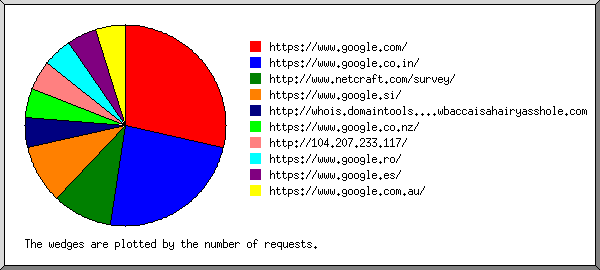 https://www.google.com/
https://www.google.co.in/
http://www.netcraft.com/survey/
https://www.google.si/
http://whois.domaintools....wbaccaisahairyasshole.com
https://www.google.co.nz/
http://104.207.233.117/
https://www.google.ro/
https://www.google.es/
https://www.google.com.au/
The wedges are plotted by the number of requests.